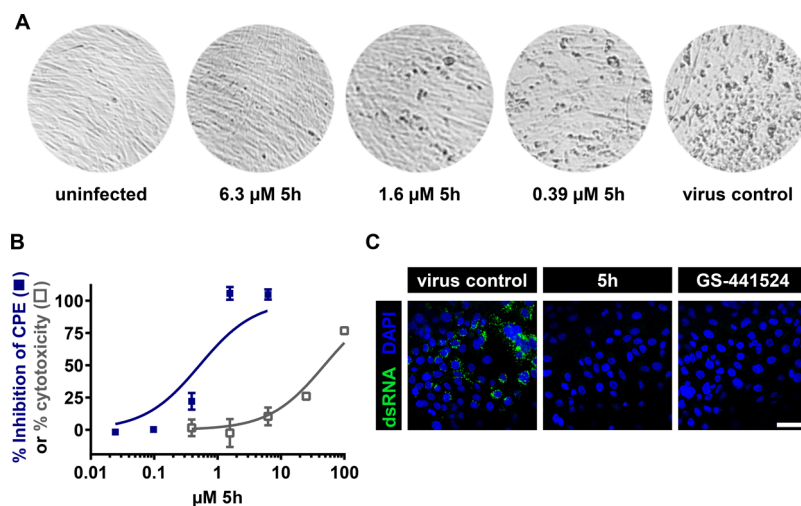 A
uninfected
6.3 µM 5h
1.6 µM 5h
0.39 µM 5h
virus control
B
% Inhibition of CPE (■)
or % cytotoxicity (□)
100
75
50
25
0
0.01
0.1
1
10
100
µM 5h
C
virus control
5h
GS-441524
dsRNA DAPI